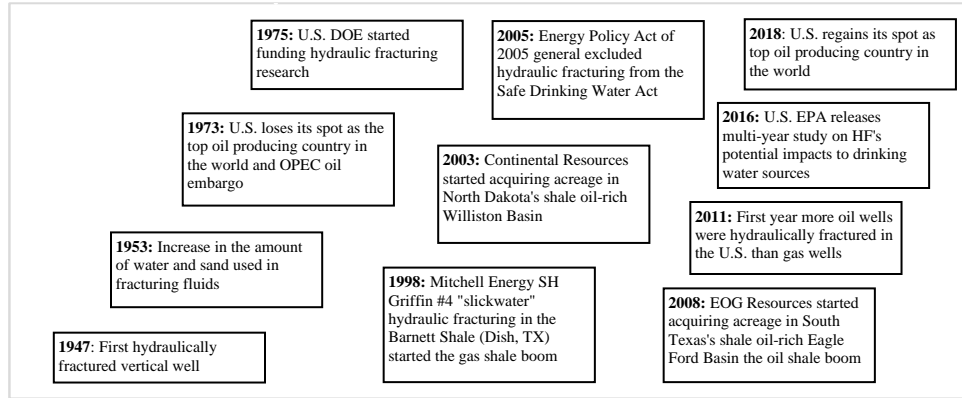 1975: U.S. DOE started
funding hydraulic fracturing
research
2005: Energy Policy Act of
2005 general excluded
hydraulic fracturing from the
Safe Drinking Water Act
2018: U.S. regains its spot as
top oil producing country in
the world
1973: U.S. loses its spot as the
top oil producing country in
the world and OPEC oil
embargo
2003: Continental Resources
started acquiring acreage in
North Dakota's shale oil-rich
Williston Basin
2016: U.S. EPA releases
multi-year study on HF's
potential impacts to drinking
water sources
1953: Increase in the amount
of water and sand used in
fracturing fluids
1998: Mitchell Energy SH
Griffin #4 "slickwater"
hydraulic fracturing in the
Barnett Shale (Dish, TX)
started the gas shale boom
2011: First year more oil wells
were hydraulically fractured in
the U.S. than gas wells
1947: First hydraulically
fractured vertical well
2008: EOG Resources started
acquiring acreage in South
Texas's shale oil-rich Eagle
Ford Basin the oil shale boom